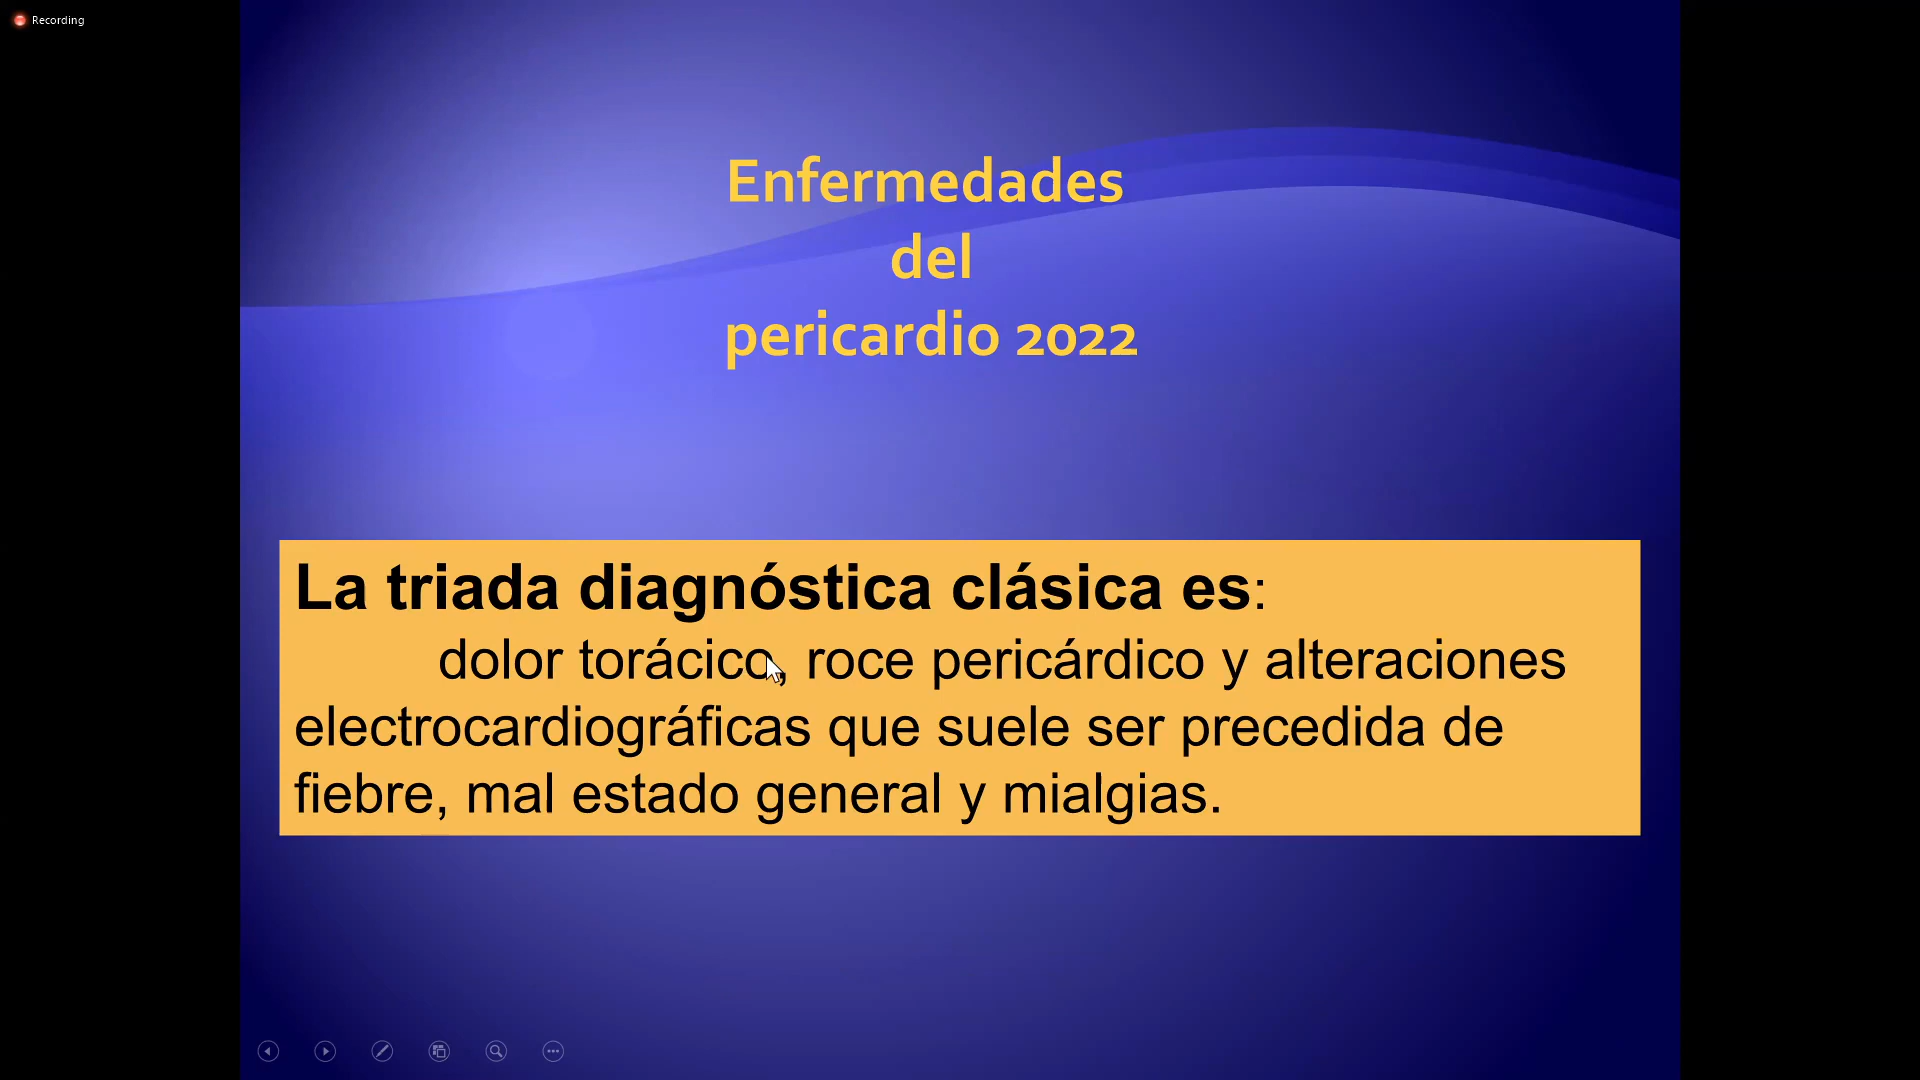 Recording
Enfermedades
del
pericardio 2022
La triada diagnóstica clásica es:
dolor torácico, roce pericárdico y alteraciones
electrocardiográficas que suele ser precedida de
fiebre, mal estado general y mialgias.